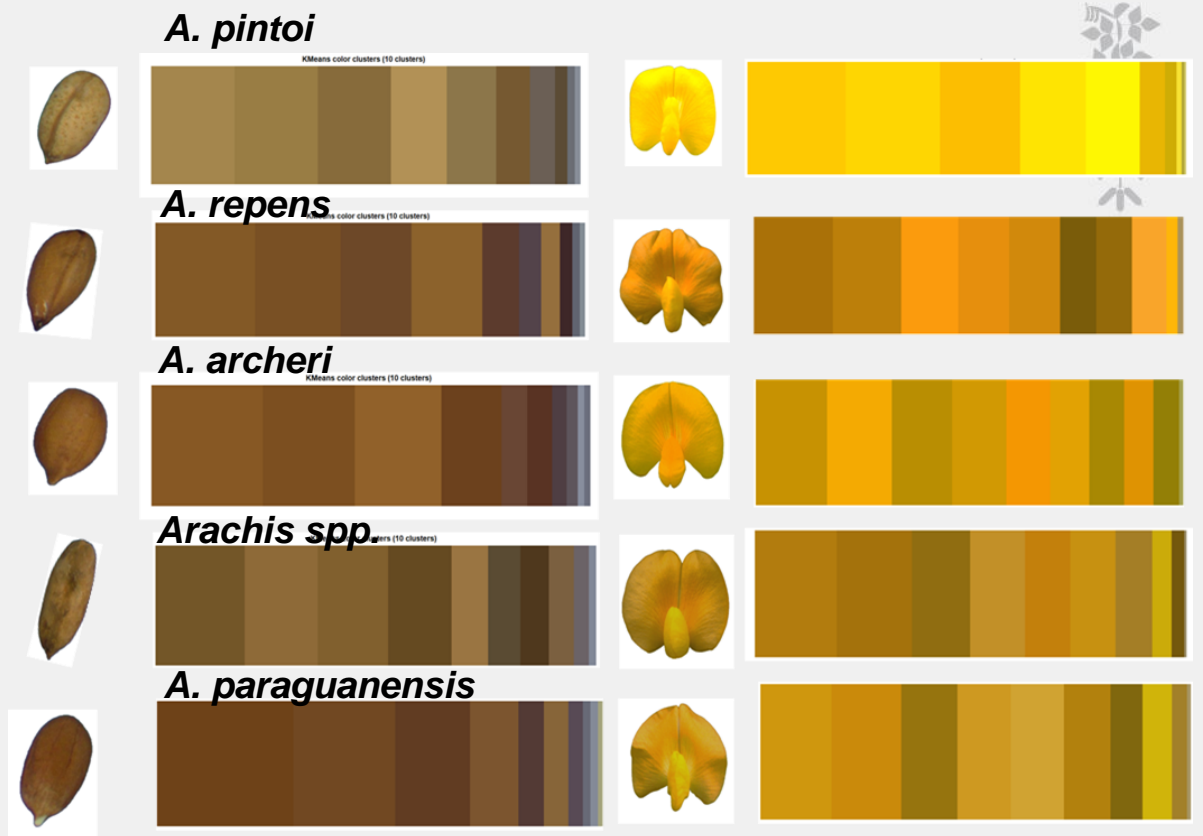 A. pintoi
KMeans color clusters (10 clusters)
A. repens
KMeans color clusters (10 clusters)
A. archeri
KMeans color clusters (10 clusters)
Arachis spp.
clusters (10 clusters)
A. paraguanensis